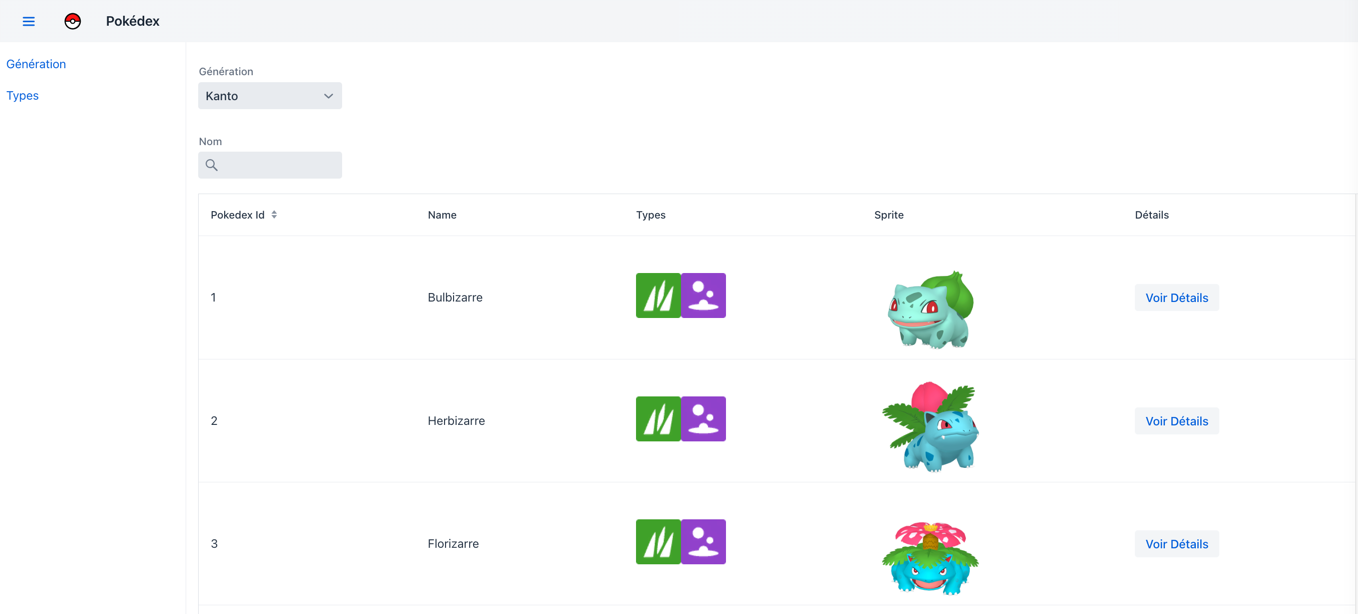 Pokédex
Génération
Types
Génération
Kanto
Nom
Pokedex Id Name Types Sprite Détails
1 Bulbizarre Voir Détails
2 Herbizarre Voir Détails
3 Florizarre Voir Détails